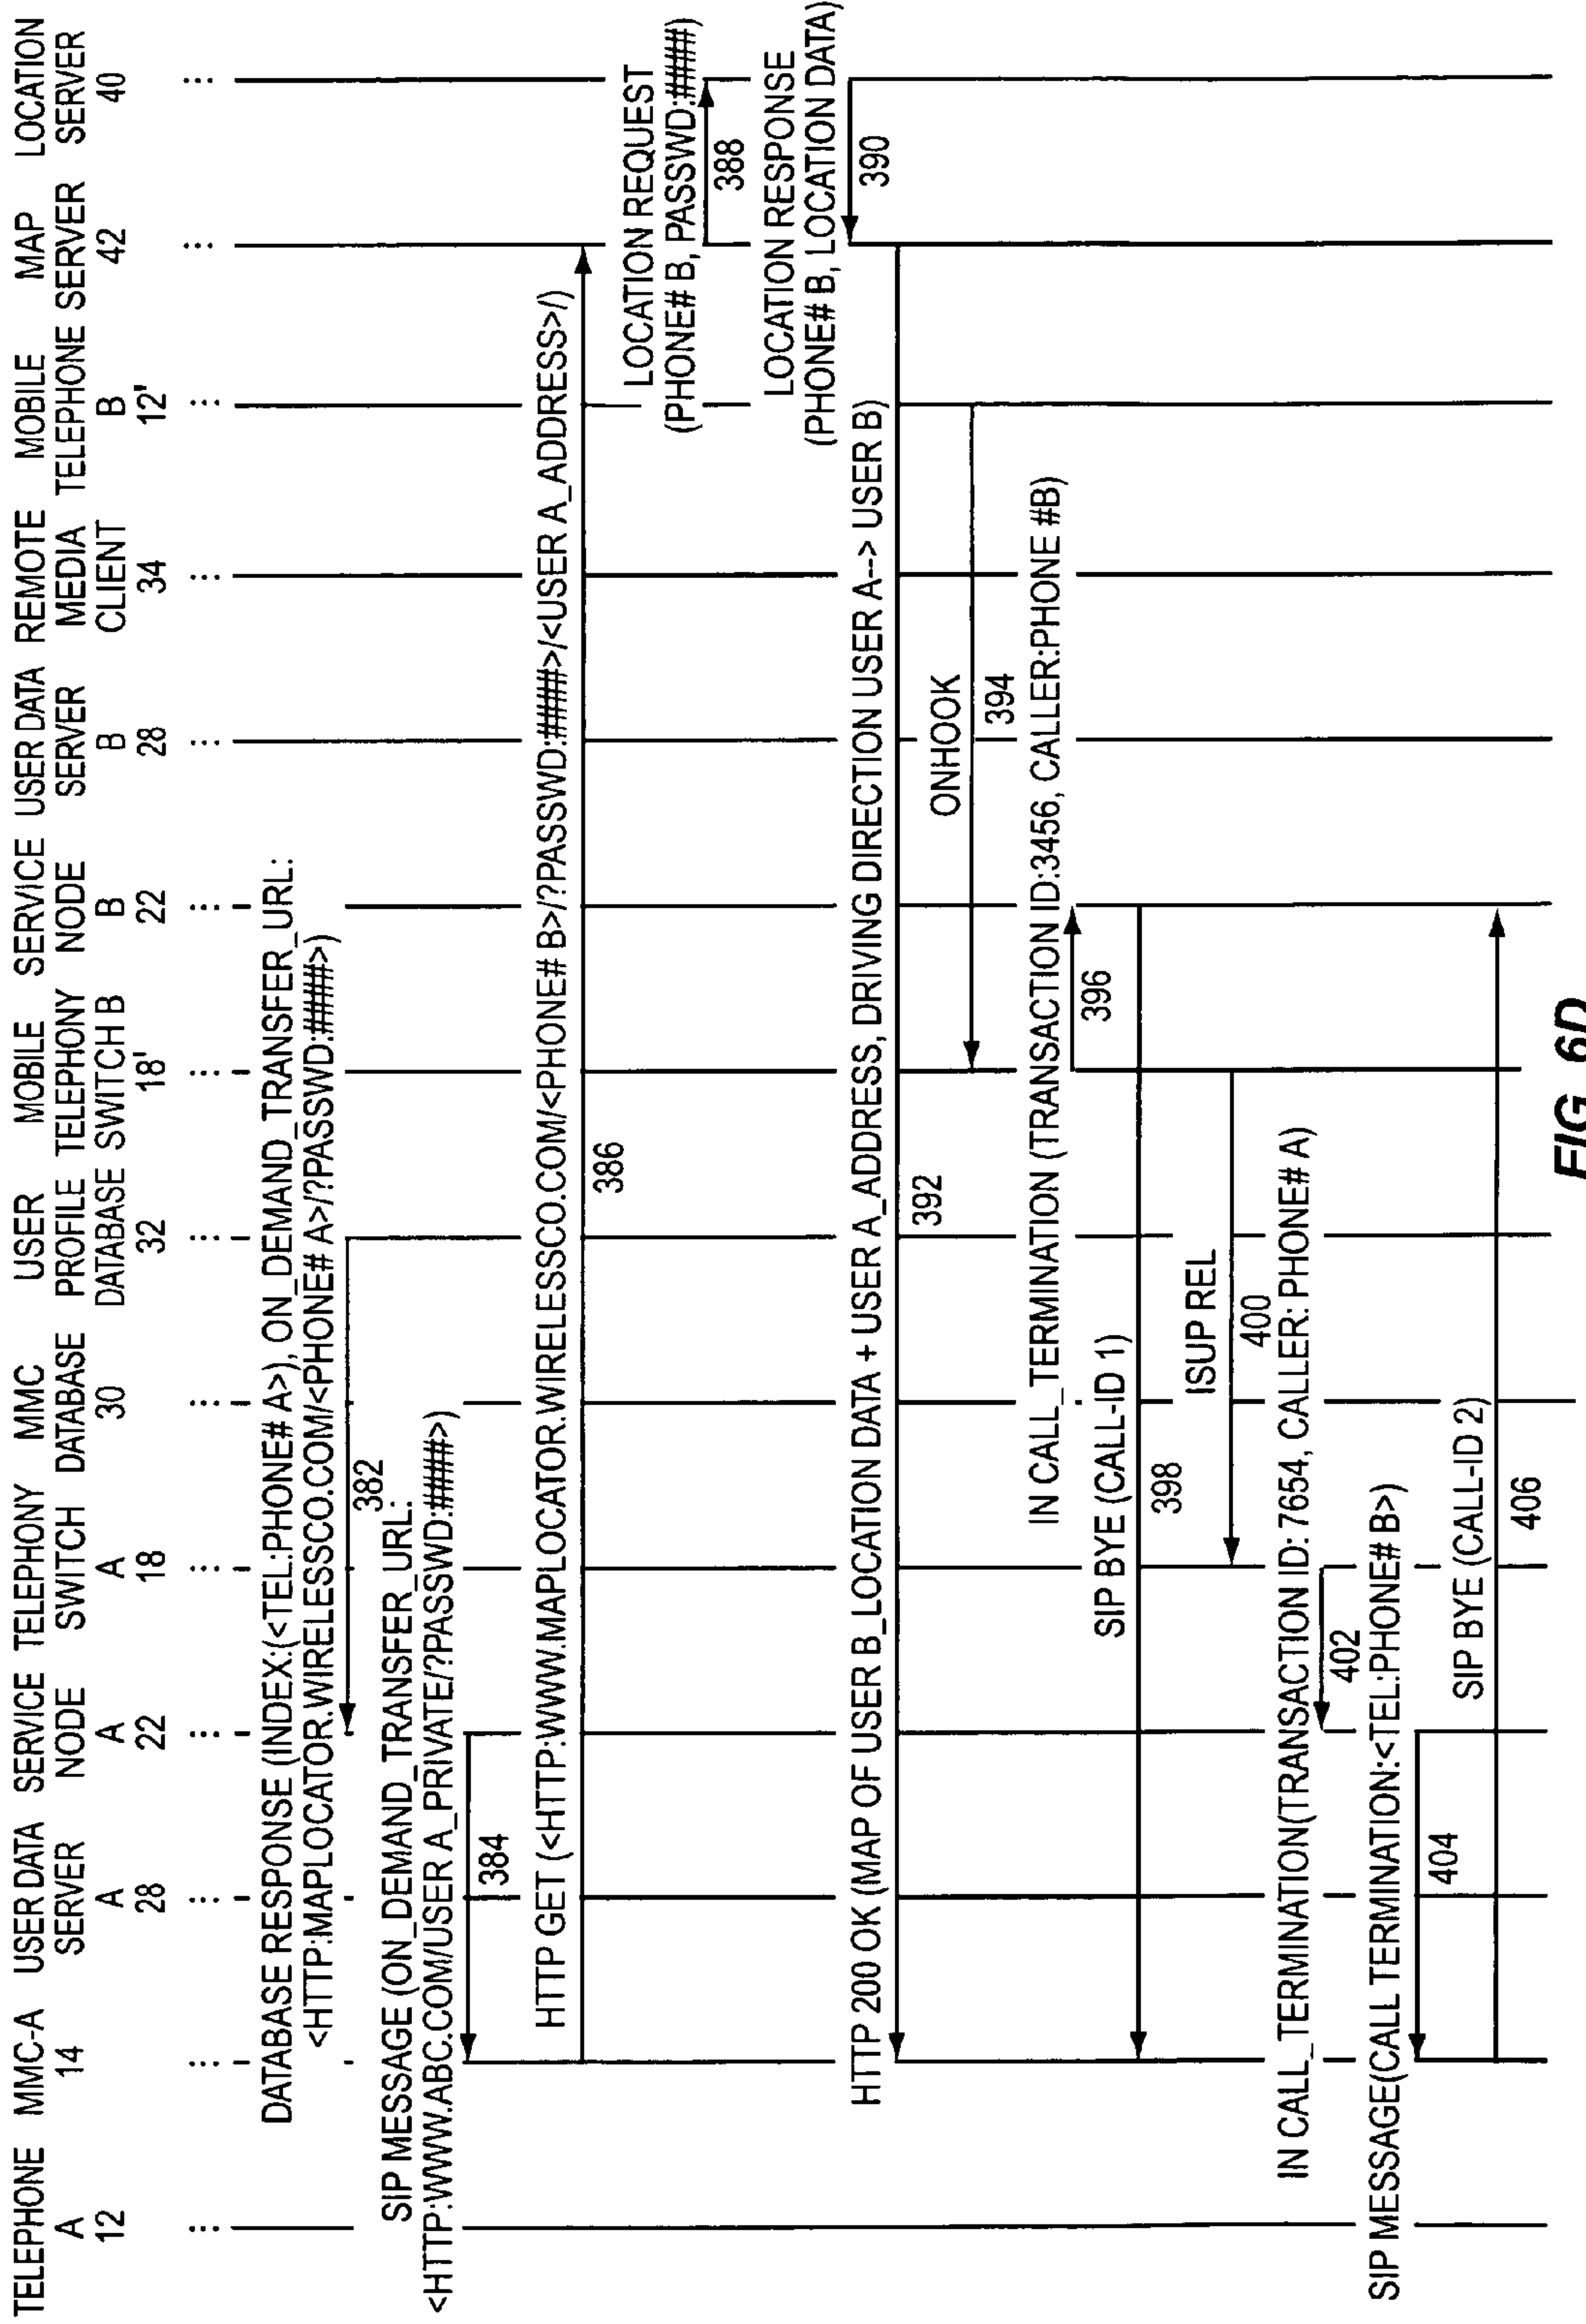 TELEPHONE A 12
MMC-A 14
USER DATA SERVER A 28
SERVICE NODE A 22
TELEPHONY SWITCH A 18
MMC DATABASE 30
USER PROFILE DATABASE 32
MOBILE TELEPHONY SWITCH B 18'
SERVICE NODE B 22
USER DATA SERVER B 28
REMOTE MEDIA CLIENT 34
MOBILE TELEPHONE B 12'
MAP SERVER 42
LOCATION SERVER 40
DATABASE RESPONSE (INDEX:(<TEL:PHONE# A>), ON_DEMAND_TRANSFER_URL:
<HTTP:MAPLOCATOR.WIRELESSCO.COM/<PHONE# A>/?PASSWD:####>)
382
SIP MESSAGE (ON_DEMAND_TRANSFER_URL:
<HTTP:WWW.ABC.COM/USER A_PRIVATE/?PASSWD:####>)
384
HTTP GET (<HTTP:WWW.MAPLOCATOR.WIRELESSCO.COM/<PHONE# B>/?PASSWD:####>/<USER A_ADDRESS>/)
386
LOCATION REQUEST
(PHONE# B, PASSWD:####)
388
LOCATION RESPONSE
(PHONE# B, LOCATION DATA)
390
HTTP 200 OK (MAP OF USER B_LOCATION DATA + USER A_ADDRESS, DRIVING DIRECTION USER A--> USER B)
392
ONHOOK
394
IN CALL_TERMINATION (TRANSACTION ID:3456, CALLER:PHONE #B)
396
SIP BYE (CALL-ID 1)
398
ISUP REL
400
IN CALL_TERMINATION(TRANSACTION ID: 7654, CALLER: PHONE# A)
402
SIP MESSAGE(CALL TERMINATION:<TEL:PHONE# B>)
404
SIP BYE (CALL-ID 2)
406
FIG. 6D